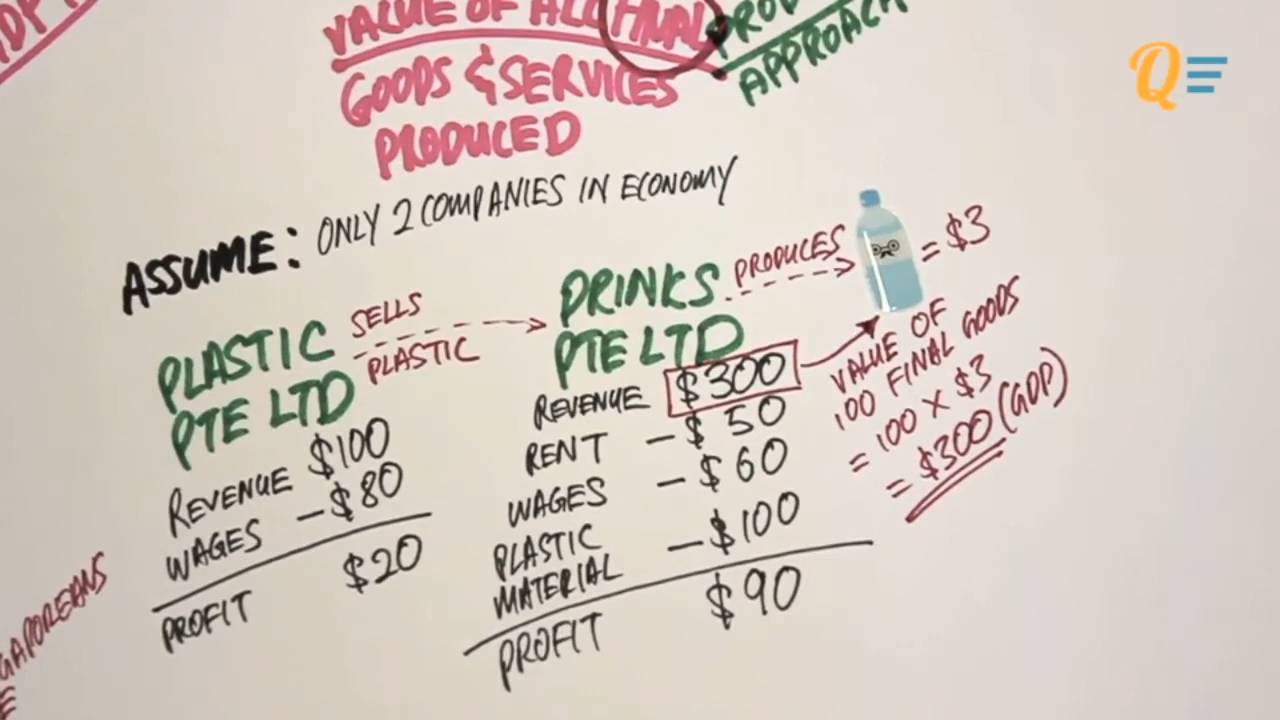 VALUE OF ALL FINAL
GOODS & SERVICES
PRODUCED
APPROACH
ASSUME: ONLY 2 COMPANIES IN ECONOMY
PLASTIC
PTE LTD
SELLS
PLASTIC
REVENUE $100
WAGES -$80
PROFIT $20
DRINKS
PTE LTD
PRODUCES
= $3
REVENUE $300
RENT -$50
WAGES -$60
PLASTIC
MATERIAL -$100
PROFIT $90
VALUE OF
100 FINAL GOODS
= 100 X $3
= $300 (GDP)
Q